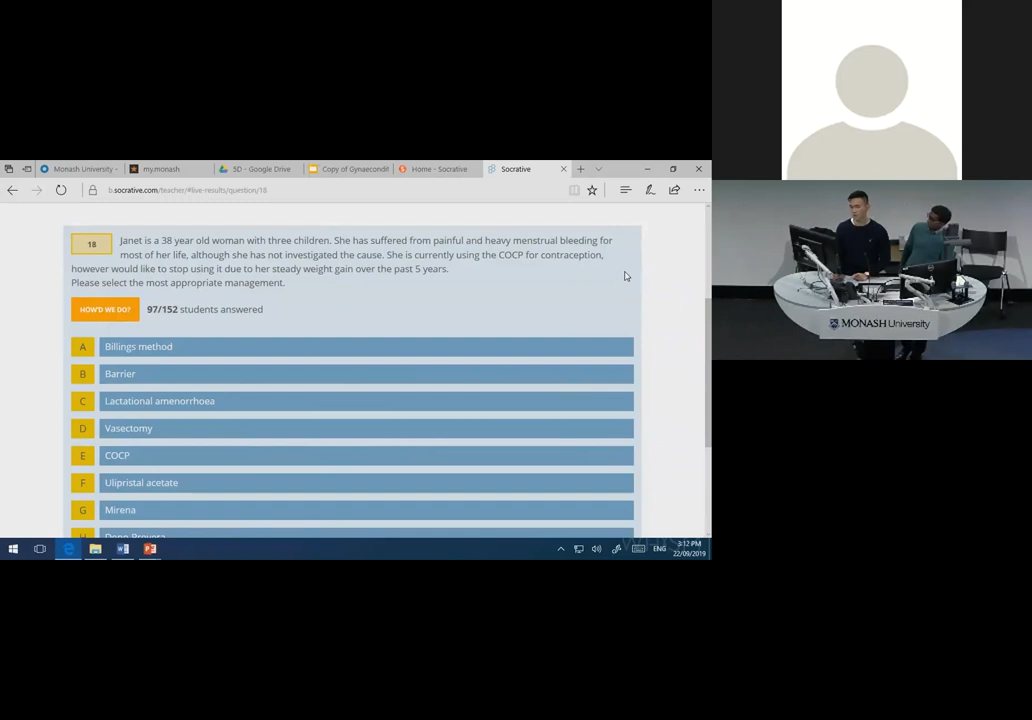 Monash University -
my.monash
5D - Google Drive
Copy of Gynaecondit
Home - Socrative
Socrative
b.socrative.com/teacher/#live-results/question/18
18
Janet is a 38 year old woman with three children. She has suffered from painful and heavy menstrual bleeding for
most of her life, although she has not investigated the cause. She is currently using the COCP for contraception,
however would like to stop using it due to her steady weight gain over the past 5 years.
Please select the most appropriate management.
HOW'D WE DO?
97/152 students answered
A Billings method
B Barrier
C Lactational amenorrhoea
D Vasectomy
E COCP
F Ulipristal acetate
G Mirena
H Depo Provera
ENG
3:12 PM
22/09/2019
MONASH University